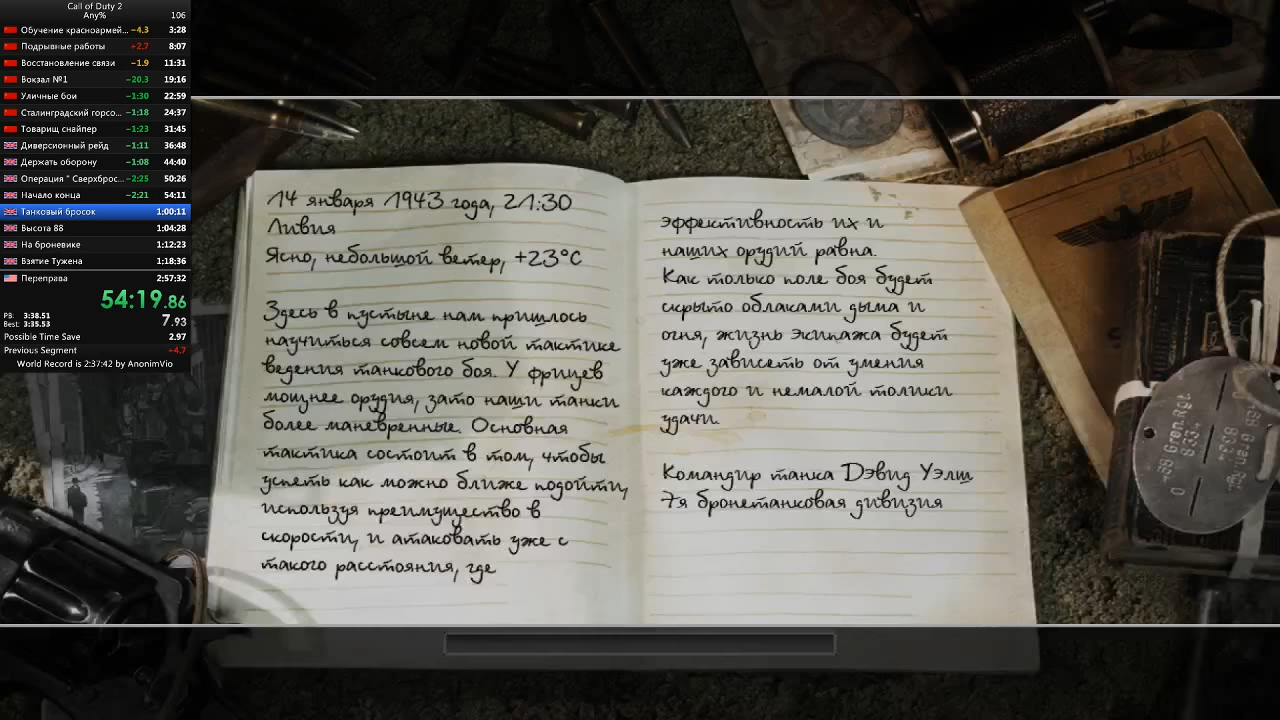 Call of Duty 2
Any% 106
Обучение красноармей... −4.3 3:28
Подрывные работы +2.7 8:07
Восстановление связи −1.9 11:31
Вокзал №1 −20.3 19:16
Уличные бои −1:30 22:59
Сталинградский горсо... −1:18 24:37
Товарищ снайпер −1:23 31:45
Диверсионный рейд −1:11 36:48
Держать оборону −1:08 44:40
Операция " Сверхброс... −2:25 50:26
Начало конца −2:21 54:11
Танковый бросок 1:00:11
Высота 88 1:04:28
На броневике 1:12:23
Взятие Тужена 1:18:36
Переправа 2:57:32
54:19.86
PB: 3:38.51
Best: 3:35.53
7.93
Possible Time Save 2.97
Previous Segment +4.7
World Record is 2:37:42 by AnonimVio
14 января 1943 года, 21:30
Ливия
Ясно, небольшой ветер, +23°C
Здесь в пустыне нам пришлось
научиться совсем новой тактике
ведения танкового боя. У фрицев
мощнее орудия, зато наши танки
более маневренные. Основная
тактика состоит в том, чтобы
успеть как можно ближе подойти,
используя преимущество в
скорости, и атаковать уже с
такого расстояния, где
эффективность их и
наших орудий равна.
Как только поле боя будет
скрыто облаками дыма и
огня, жизнь экипажа будет
уже зависеть от умения
каждого и немалой толики
удачи.
Командир танка Дэвид Уэлш
7я бронетанковая дивизия